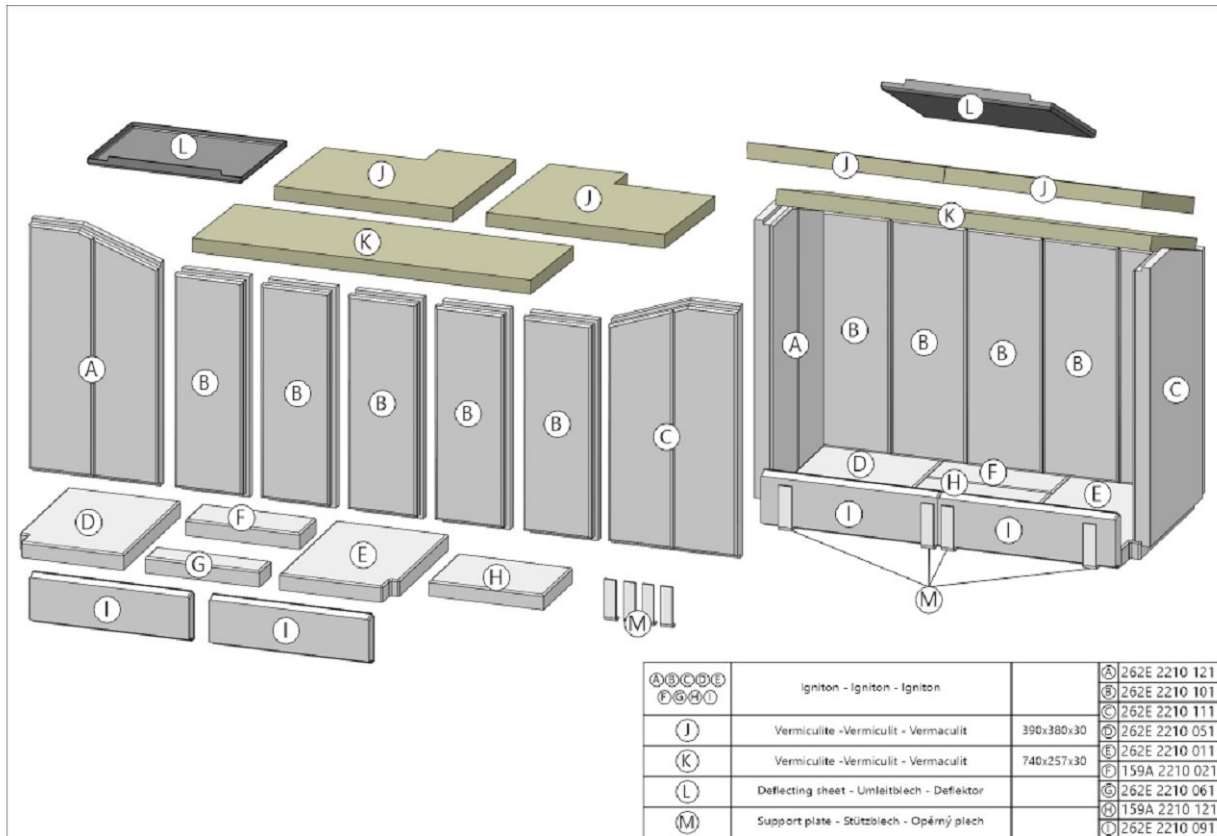 L
L
J
J
J
J
K
K
A
B
B
B
B
B
C
A
B
B
B
B
C
D
F
E
G
H
D
F
H
E
I
I
I
I
M
M
A B C D E
F G H I
Igniton - Igniton - Igniton
J
Vermiculite -Vermiculit - Vermaculit
390x380x30
K
Vermiculite -Vermiculit - Vermaculit
740x257x30
L
Deflecting sheet - Umleitblech - Deflektor
M
Support plate - Stützblech - Opěrný plech
A 262E 2210 121
B 262E 2210 101
C 262E 2210 111
D 262E 2210 051
E 262E 2210 011
F 159A 2210 021
G 262E 2210 061
H 159A 2210 121
I 262E 2210 091